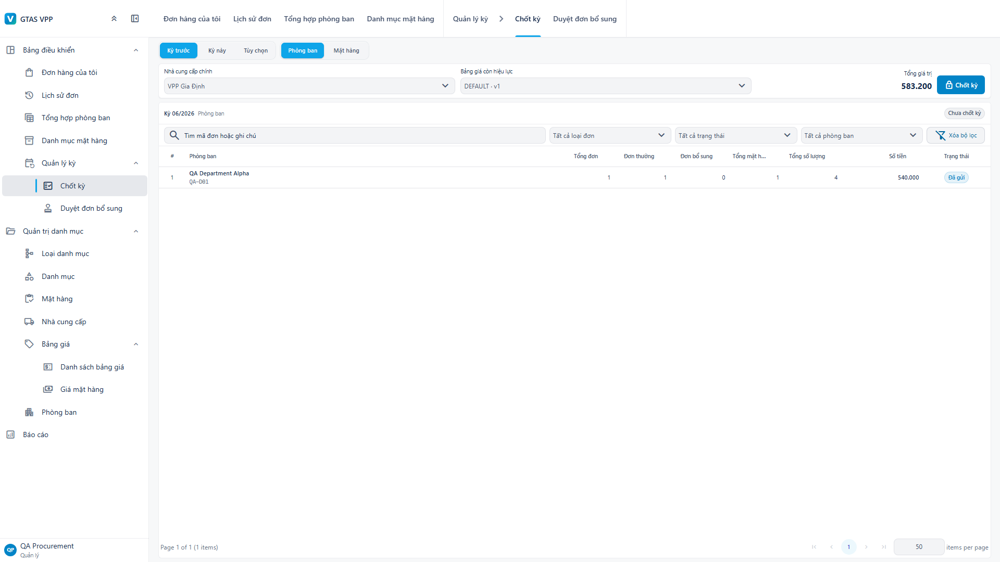 GTAS VPP
Đơn hàng của tôi
Lịch sử đơn
Tổng hợp phòng ban
Danh mục mặt hàng
Quản lý kỳ
Chốt kỳ
Duyệt đơn bổ sung
Bảng điều khiển
Đơn hàng của tôi
Lịch sử đơn
Tổng hợp phòng ban
Danh mục mặt hàng
Quản lý kỳ
Chốt kỳ
Duyệt đơn bổ sung
Quản trị danh mục
Loại danh mục
Danh mục
Mặt hàng
Nhà cung cấp
Bảng giá
Danh sách bảng giá
Giá mặt hàng
Phòng ban
Báo cáo
QP
QA Procurement
Quản lý
Kỳ trước
Kỳ này
Tùy chọn
Phòng ban
Mặt hàng
Nhà cung cấp chính
VPP Gia Định
Bảng giá còn hiệu lực
DEFAULT · v1
Tổng giá trị
583.200
Chốt kỳ
Kỳ 06/2026 Phòng ban
Chưa chốt kỳ
Tìm mã đơn hoặc ghi chú
Tất cả loại đơn
Tất cả trạng thái
Tất cả phòng ban
Xóa bộ lọc
# Phòng ban Tổng đơn Đơn thường Đơn bổ sung Tổng mặt h... Tổng số lượng Số tiền Trạng thái
1 QA Department Alpha 1 1 0 1 4 540.000 Đã gửi
QA-D01
Page 1 of 1 (1 items)
1
50
items per page